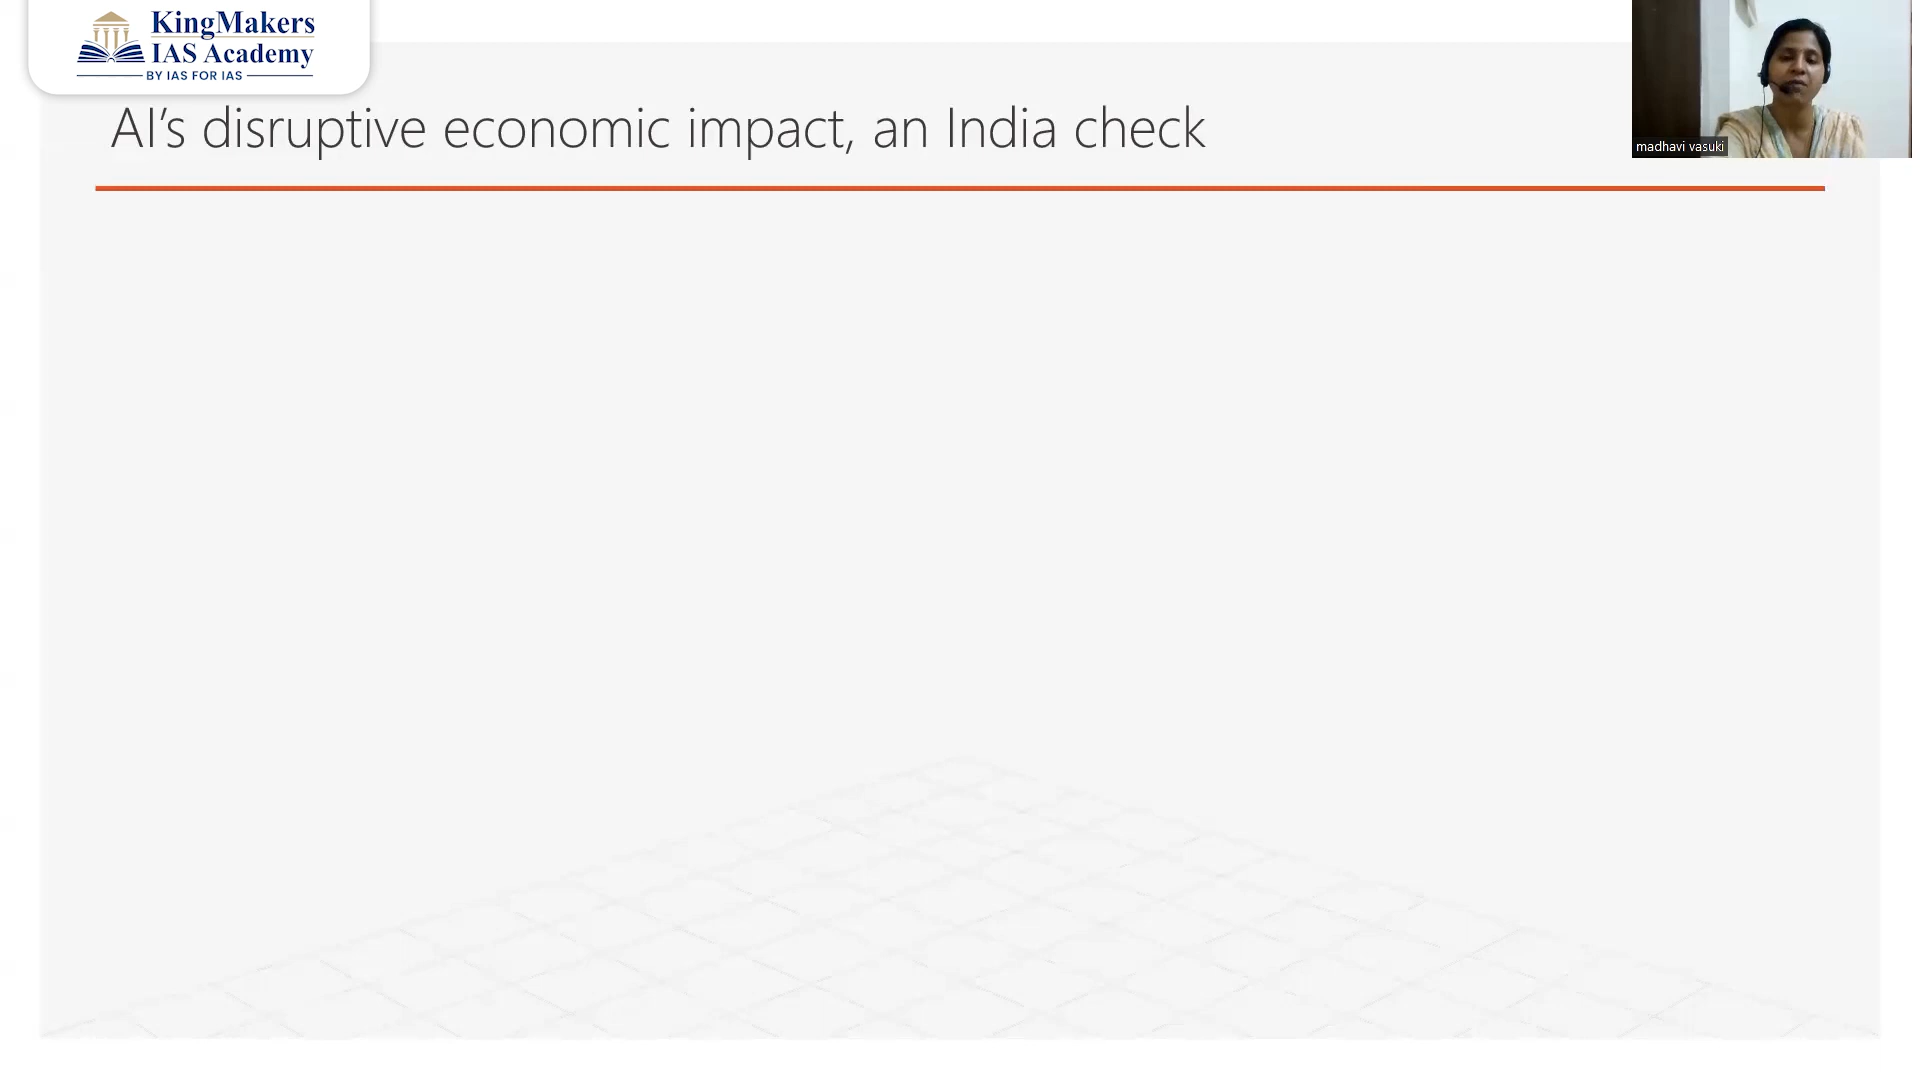 KingMakers
IAS Academy
BY IAS FOR IAS
AI’s disruptive economic impact, an India check
madhavi vasuki